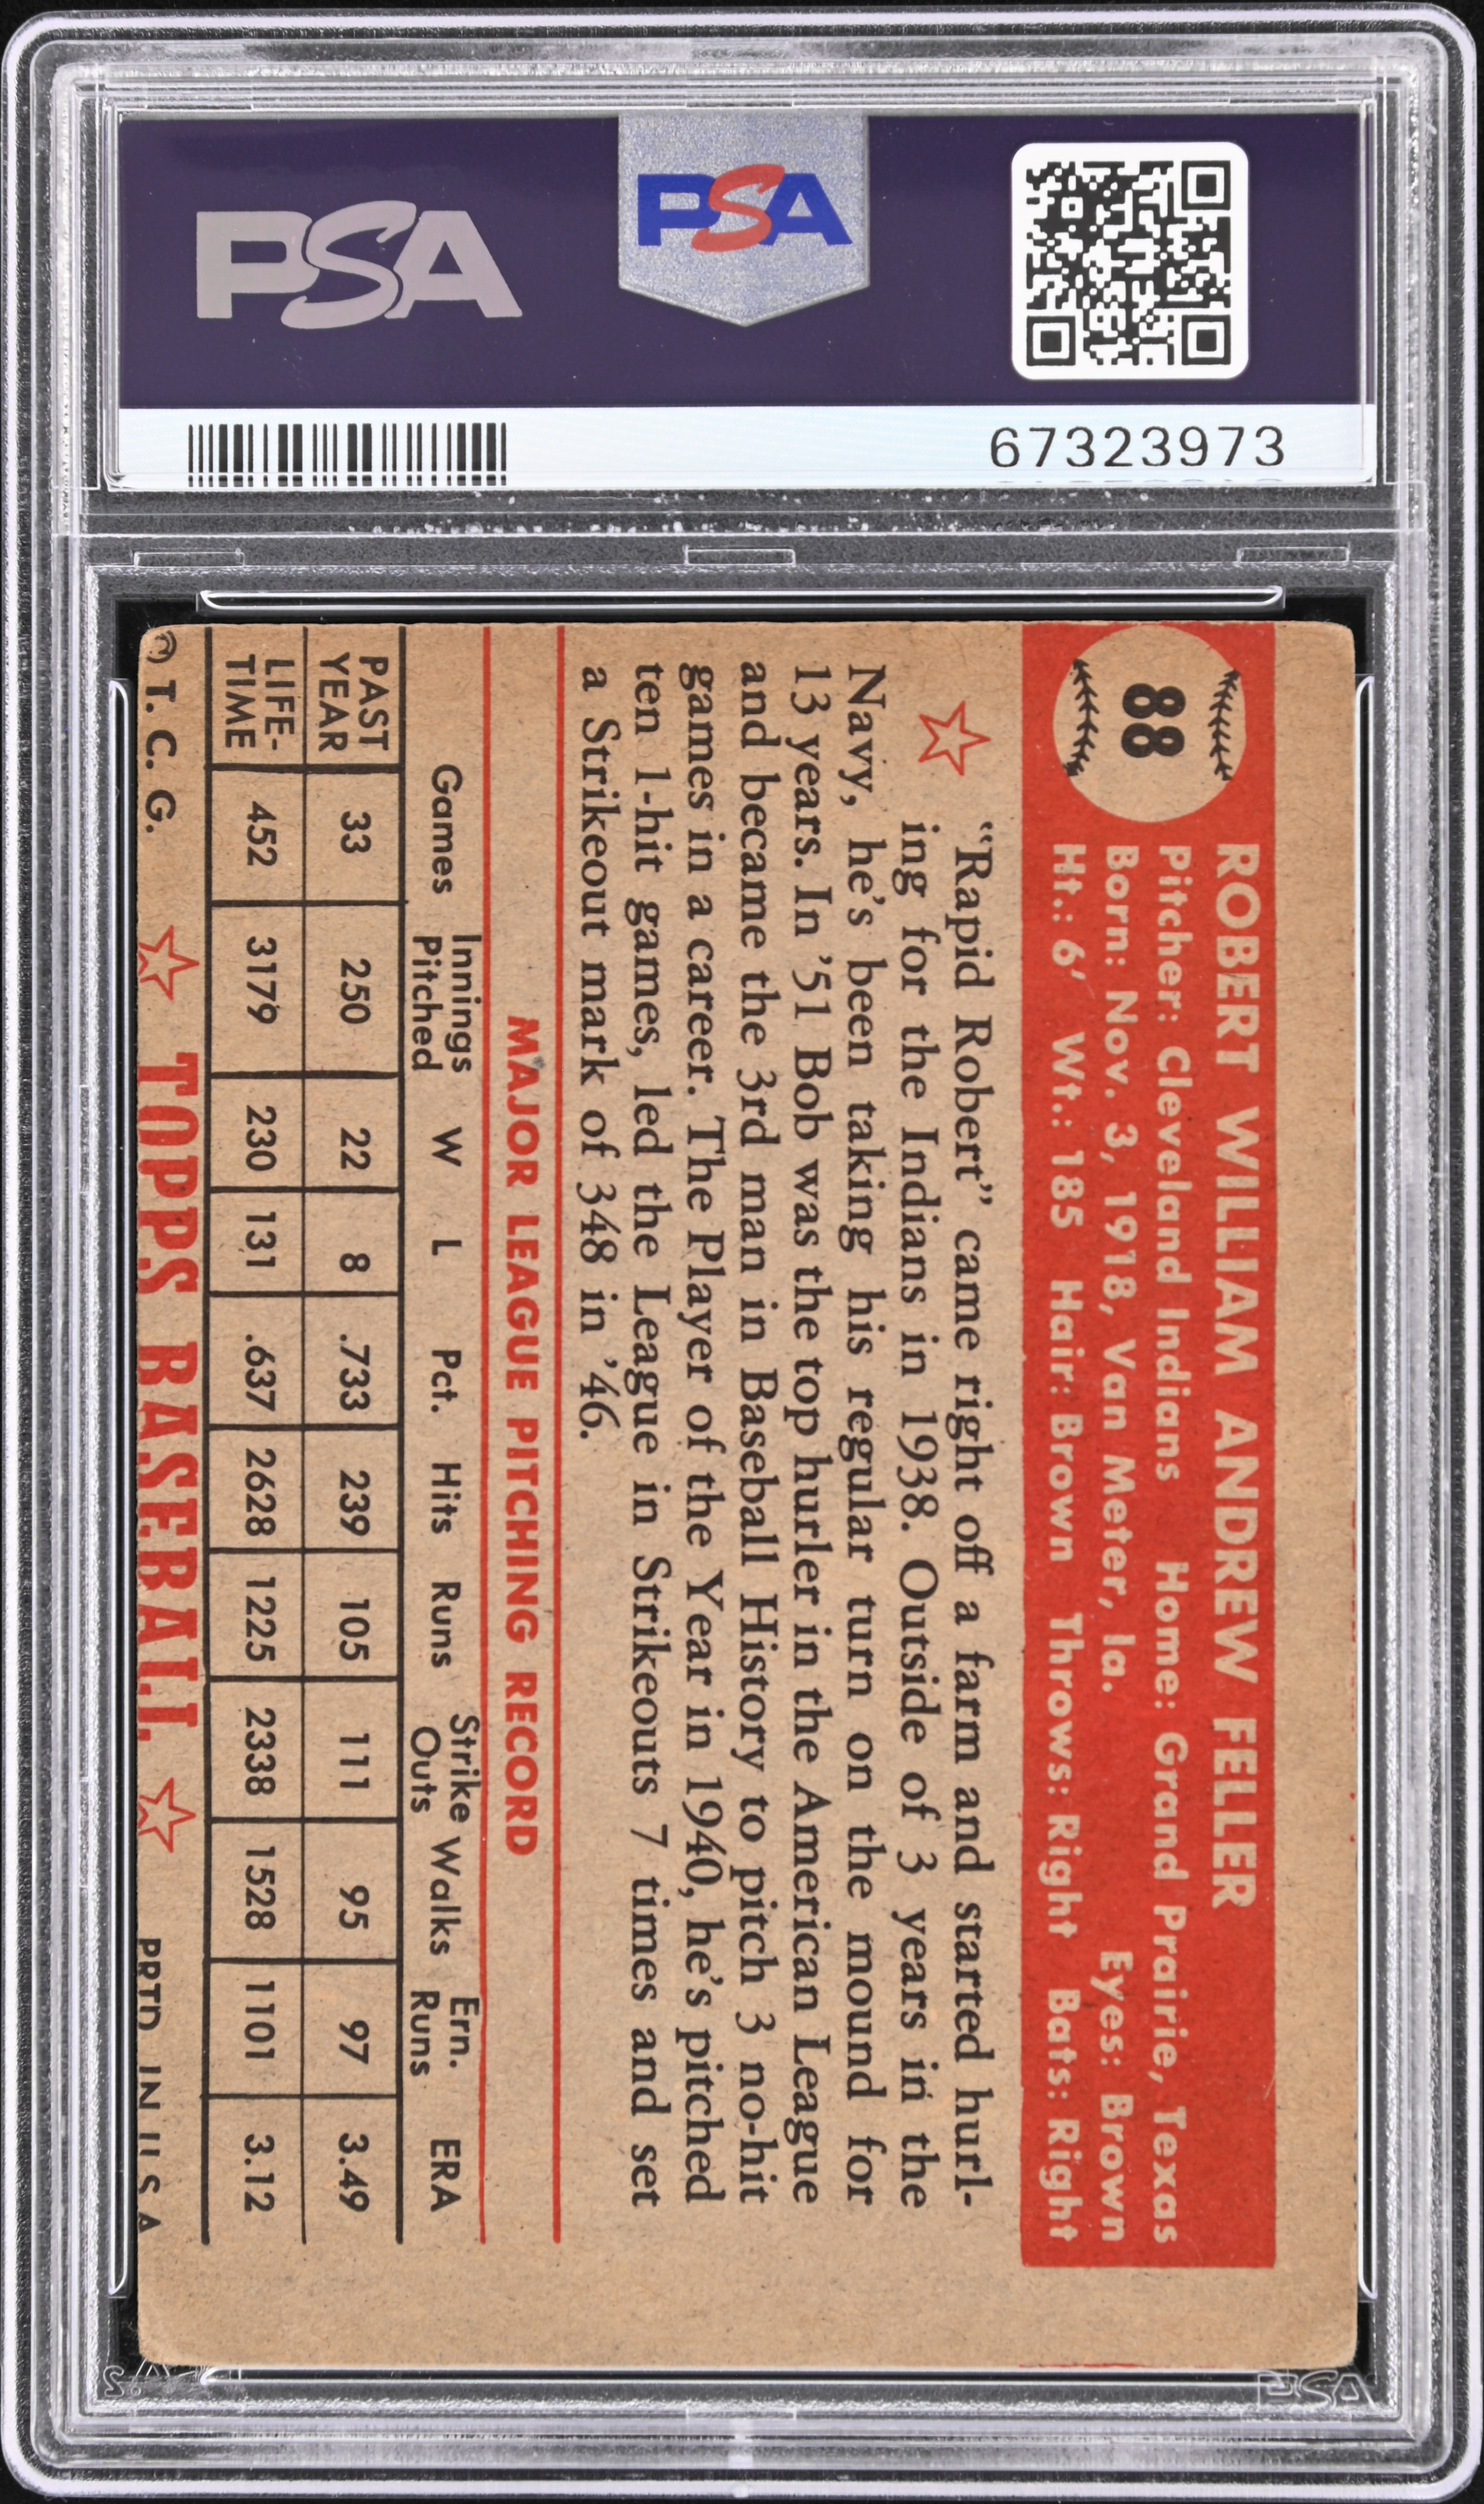 PSA
PSA
67323973
88
ROBERT WILLIAM ANDREW FELLER
Pitcher: Cleveland Indians Home: Grand Prairie, Texas
Born: Nov. 3, 1918, Van Meter, Ia. Eyes: Brown
Ht.: 6' Wt.: 185 Hair: Brown Throws: Right Bats: Right
"Rapid Robert" came right off a farm and started hurl-
ing for the Indians in 1938. Outside of 3 years in the
Navy, he's been taking his regular turn on the mound for
13 years. In '51 Bob was the top hurler in the American League
and became the 3rd man in Baseball History to pitch 3 no-hit
games in a career. The Player of the Year in 1940, he's pitched
ten 1-hit games, led the League in Strikeouts 7 times and set
a Strikeout mark of 348 in '46.
MAJOR LEAGUE PITCHING RECORD
Games Innings Pitched W L Pct. Hits Runs Strike Outs Walks Ern. Runs ERA
PAST YEAR 33 250 22 8 .733 239 105 111 95 97 3.49
LIFE-TIME 452 3179 230 131 .637 2628 1225 2338 1528 1101 3.12
© T. C. G. TOPPS BASEBALL PRTD IN U S A
PSA